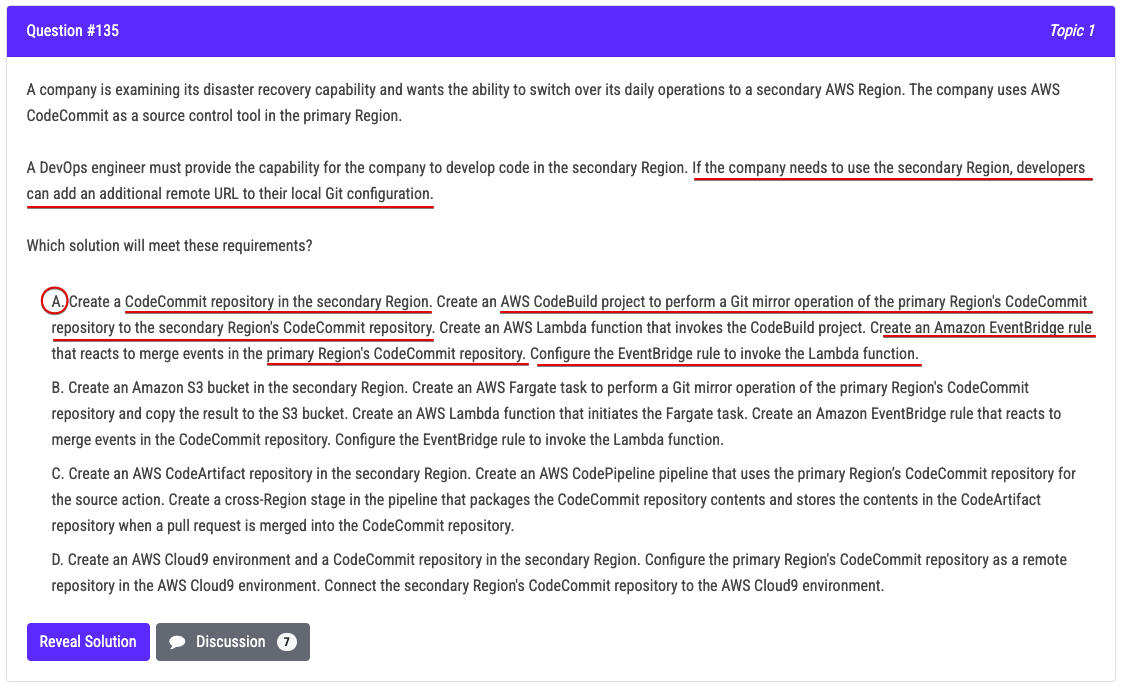 Question #135
Topic 1
A company is examining its disaster recovery capability and wants the ability to switch over its daily operations to a secondary AWS Region. The company uses AWS
CodeCommit as a source control tool in the primary Region.
A DevOps engineer must provide the capability for the company to develop code in the secondary Region. If the company needs to use the secondary Region, developers
can add an additional remote URL to their local Git configuration.
Which solution will meet these requirements?
A. Create a CodeCommit repository in the secondary Region. Create an AWS CodeBuild project to perform a Git mirror operation of the primary Region's CodeCommit
repository to the secondary Region's CodeCommit repository. Create an AWS Lambda function that invokes the CodeBuild project. Create an Amazon EventBridge rule
that reacts to merge events in the primary Region's CodeCommit repository. Configure the EventBridge rule to invoke the Lambda function.
B. Create an Amazon S3 bucket in the secondary Region. Create an AWS Fargate task to perform a Git mirror operation of the primary Region's CodeCommit
repository and copy the result to the S3 bucket. Create an AWS Lambda function that initiates the Fargate task. Create an Amazon EventBridge rule that reacts to
merge events in the CodeCommit repository. Configure the EventBridge rule to invoke the Lambda function.
C. Create an AWS CodeArtifact repository in the secondary Region. Create an AWS CodePipeline pipeline that uses the primary Region's CodeCommit repository for
the source action. Create a cross-Region stage in the pipeline that packages the CodeCommit repository contents and stores the contents in the CodeArtifact
repository when a pull request is merged into the CodeCommit repository.
D. Create an AWS Cloud9 environment and a CodeCommit repository in the secondary Region. Configure the primary Region's CodeCommit repository as a remote
repository in the AWS Cloud9 environment. Connect the secondary Region's CodeCommit repository to the AWS Cloud9 environment.
Reveal Solution
Discussion 7